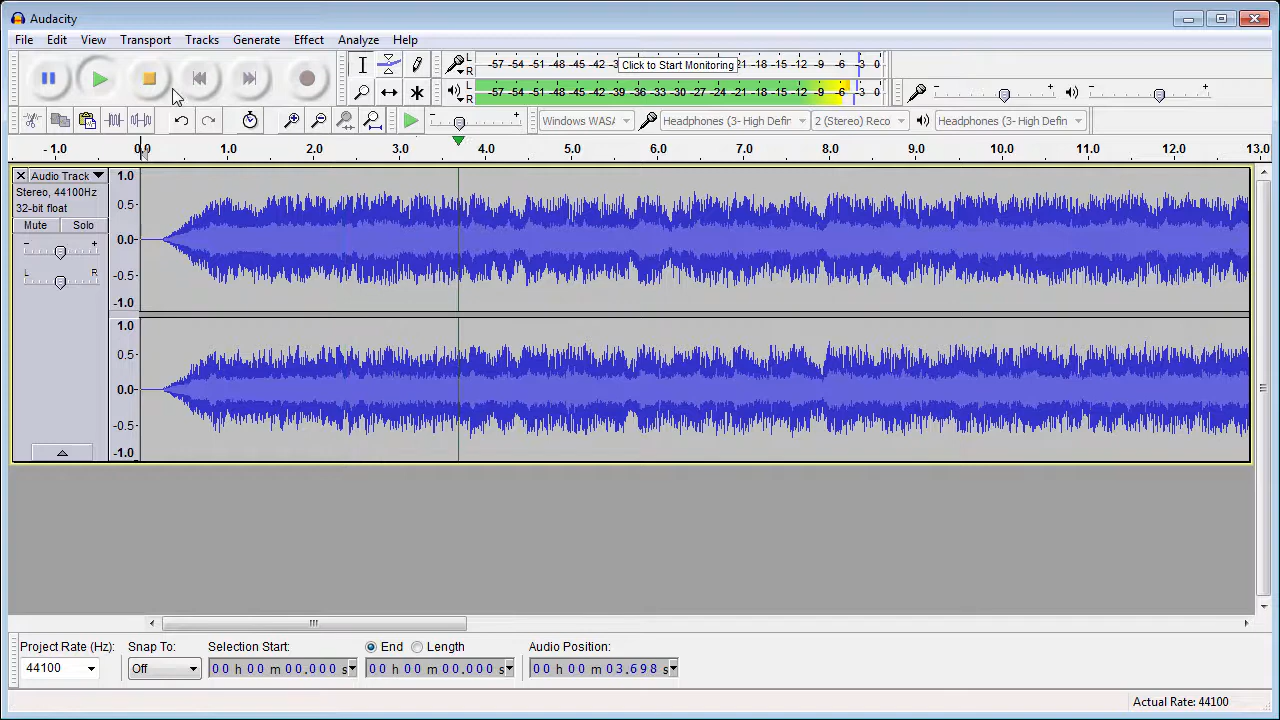 Audacity
File Edit View Transport Tracks Generate Effect Analyze Help
L R -57 -54 -51 -48 -45 -42 -3 Click to Start Monitoring -18 -15 -12 -9 -6 -3 0
L R -57 -54 -51 -48 -45 -42 -39 -36 -33 -30 -27 -24 -21 -18 -15 -12 -9 -6 -3 0
Windows WASA Headphones (3- High Defin 2 (Stereo) Reco Headphones (3- High Defin
- 1.0 0.0 1.0 2.0 3.0 4.0 5.0 6.0 7.0 8.0 9.0 10.0 11.0 12.0 13.0
Audio Track 1.0
Stereo, 44100Hz
32-bit float 0.5-
Mute Solo
- + 0.0-
L R -0.5-
-1.0
1.0
0.5-
0.0-
-0.5-
-1.0
Project Rate (Hz): Snap To: Selection Start: End Length Audio Position:
44100 Off 00 h 00 m 00.000 s 00 h 00 m 00.000 s 00 h 00 m 03.698 s
Actual Rate: 44100